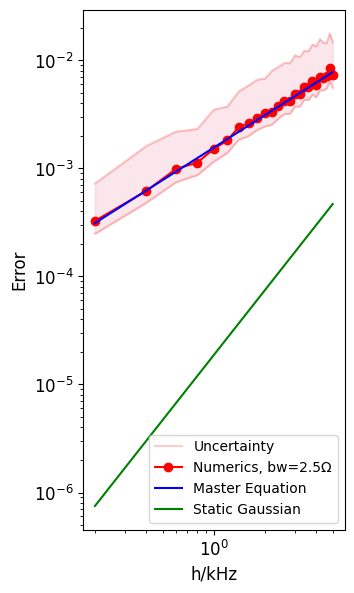 10⁻²
10⁻³
10⁻⁴
10⁻⁵
10⁻⁶
Error
Uncertainty
Numerics, bw=2.5Ω
Master Equation
Static Gaussian
10⁰
h/kHz